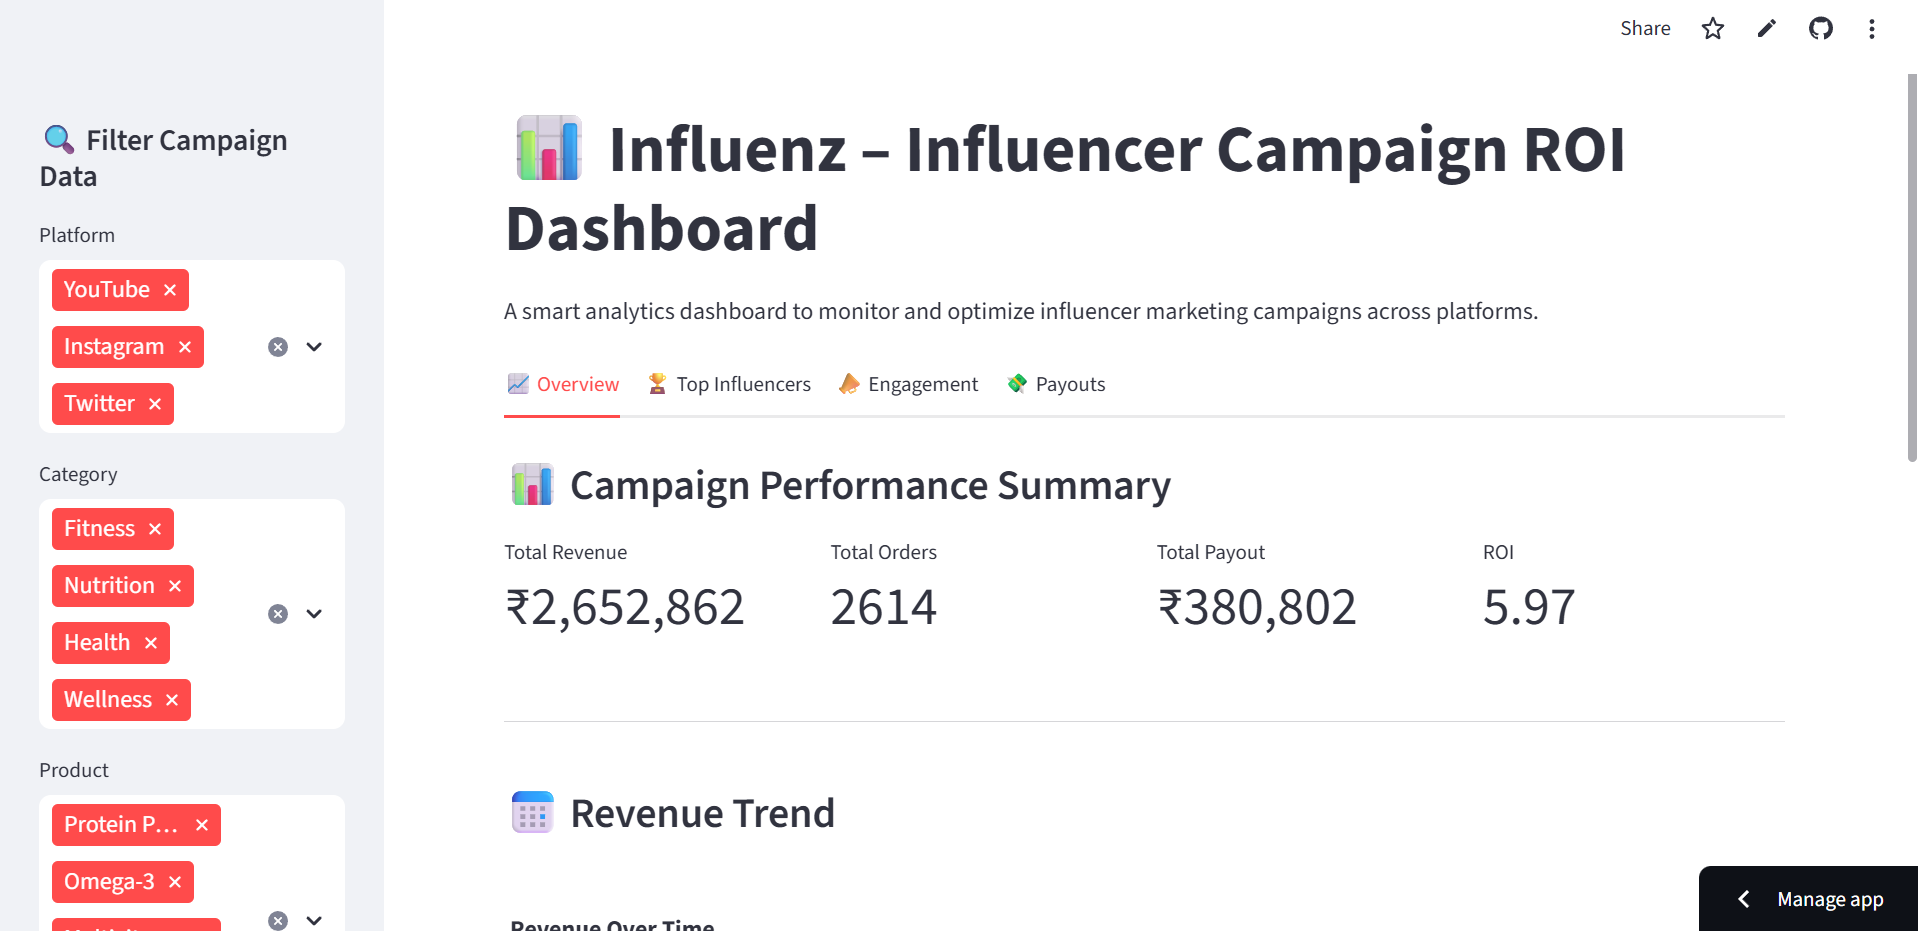 Share
Filter Campaign
Data
Platform
YouTube
Instagram
Twitter
Category
Fitness
Nutrition
Health
Wellness
Product
Protein P...
Omega-3
Influenz – Influencer Campaign ROI
Dashboard
A smart analytics dashboard to monitor and optimize influencer marketing campaigns across platforms.
Overview Top Influencers Engagement Payouts
Campaign Performance Summary
Total Revenue Total Orders Total Payout ROI
₹2,652,862 2614 ₹380,802 5.97
Revenue Trend
Revenue Over Time
Manage app